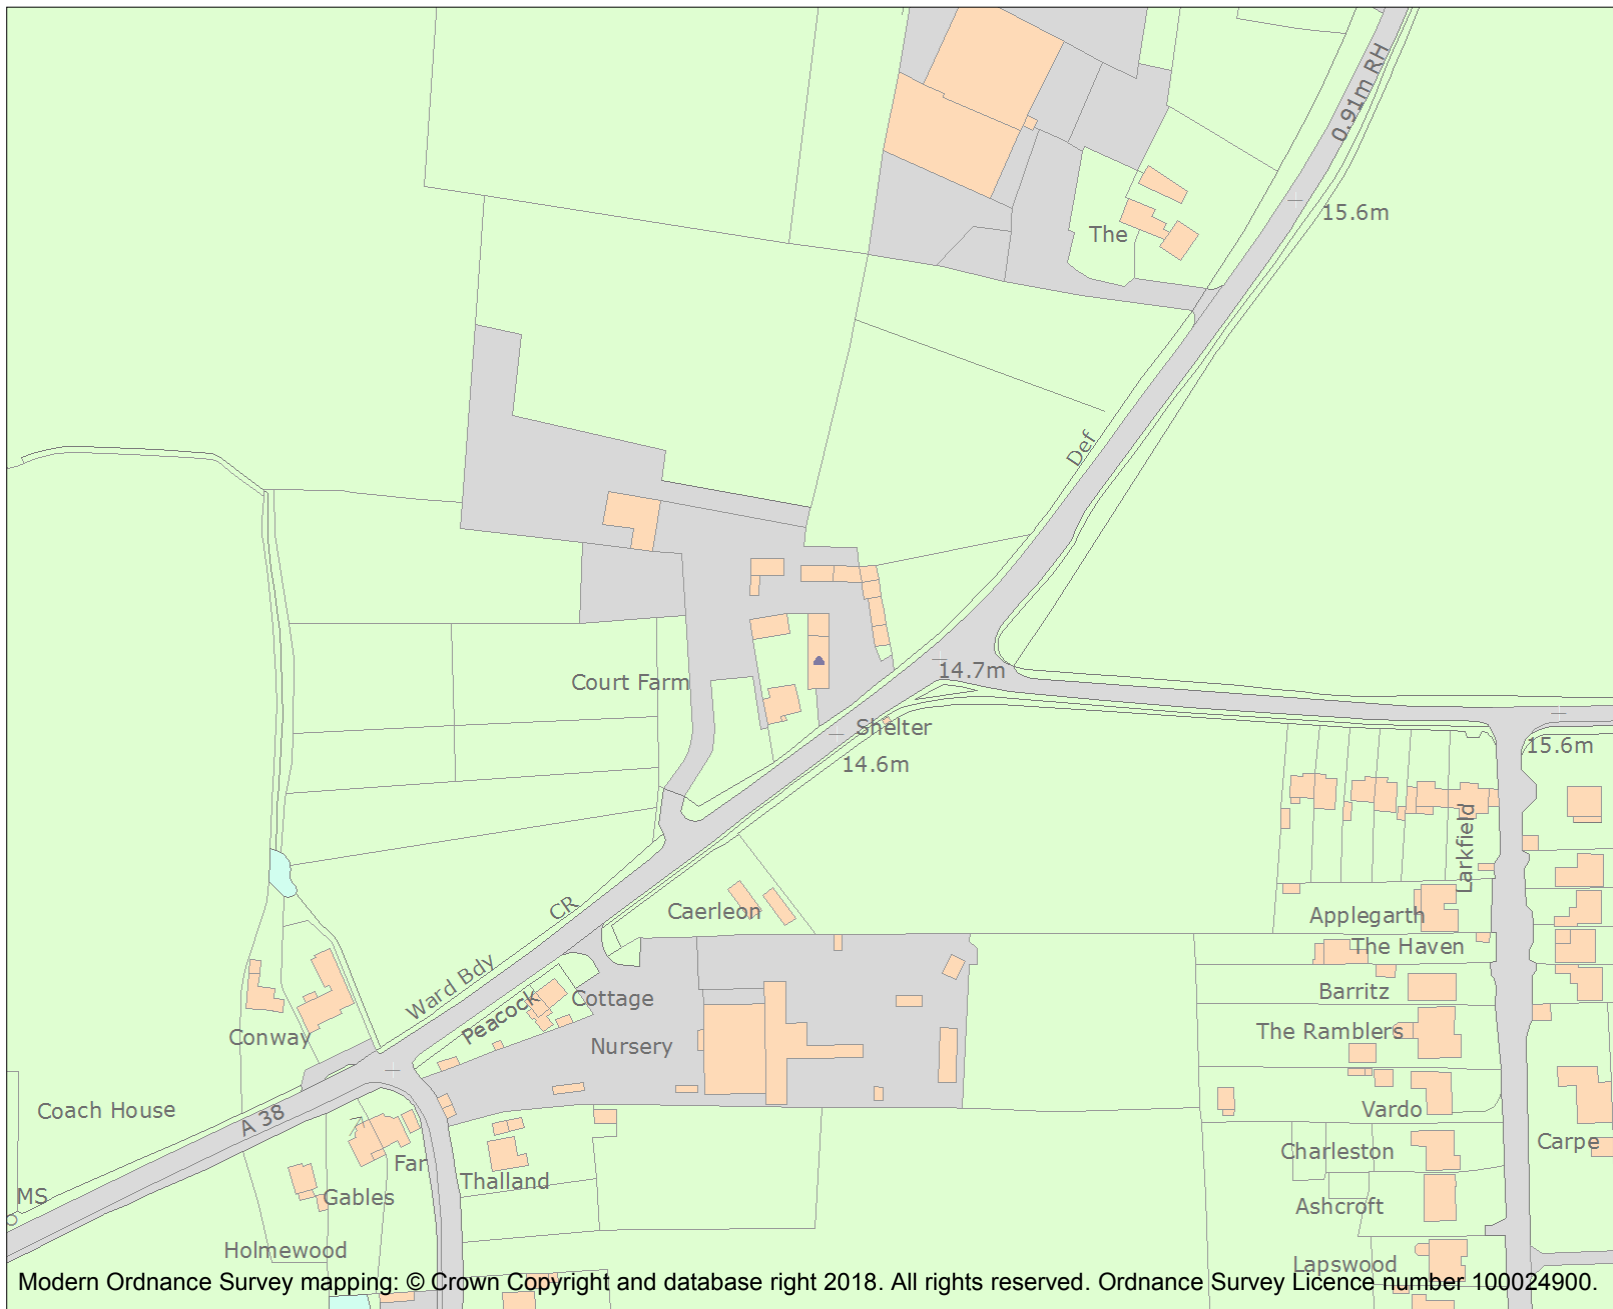 0.91m RH
15.6m
The
Def
Court Farm
14.7m
Shelter
14.6m
15.6m
Larkfield
CR
Caerleon
Applegarth
The Haven
Ward Bdy
Peacock
Cottage
Barritz
Conway
Nursery
The Ramblers
Coach House
A 38
Vardo
Far
Thalland
Charleston
Carpe
MS
Gables
Ashcroft
Holmewood
Lapswood
Modern Ordnance Survey mapping: © Crown Copyright and database right 2018. All rights reserved. Ordnance Survey Licence number 100024900.